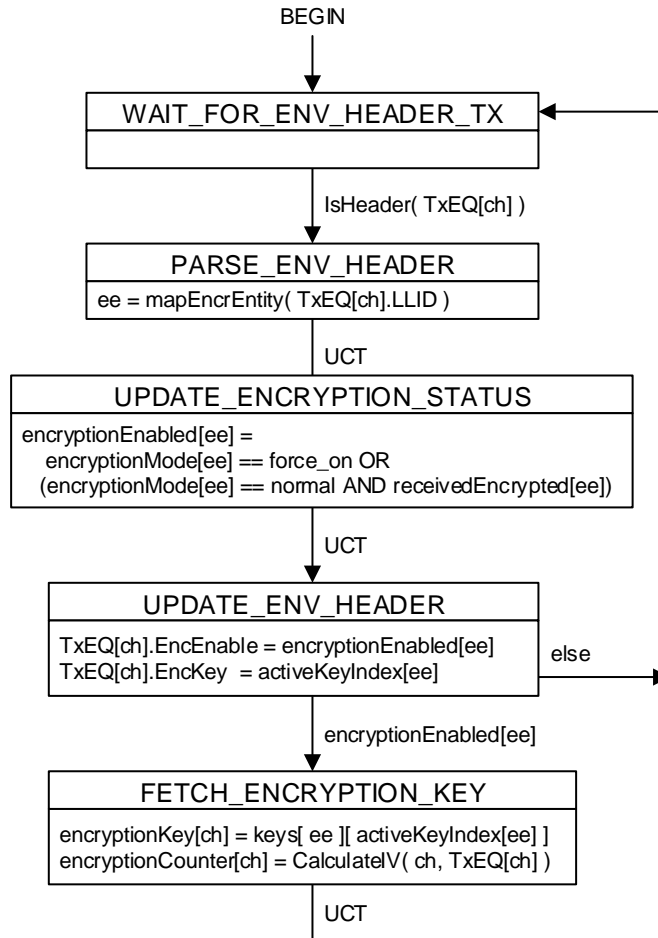 BEGIN
WAIT_FOR_ENV_HEADER_TX
IsHeader( TxEQ[ch] )
PARSE_ENV_HEADER
ee = mapEncrEntity( TxEQ[ch].LLID )
UCT
UPDATE_ENCRYPTION_STATUS
encryptionEnabled[ee] =
encryptionMode[ee] == force_on OR
(encryptionMode[ee] == normal AND receivedEncrypted[ee])
UCT
UPDATE_ENV_HEADER
TxEQ[ch].EncEnable = encryptionEnabled[ee]
TxEQ[ch].EncKey = activeKeyIndex[ee]
else
encryptionEnabled[ee]
FETCH_ENCRYPTION_KEY
encryptionKey[ch] = keys[ ee ][ activeKeyIndex[ee] ]
encryptionCounter[ch] = CalculateIV( ch, TxEQ[ch] )
UCT